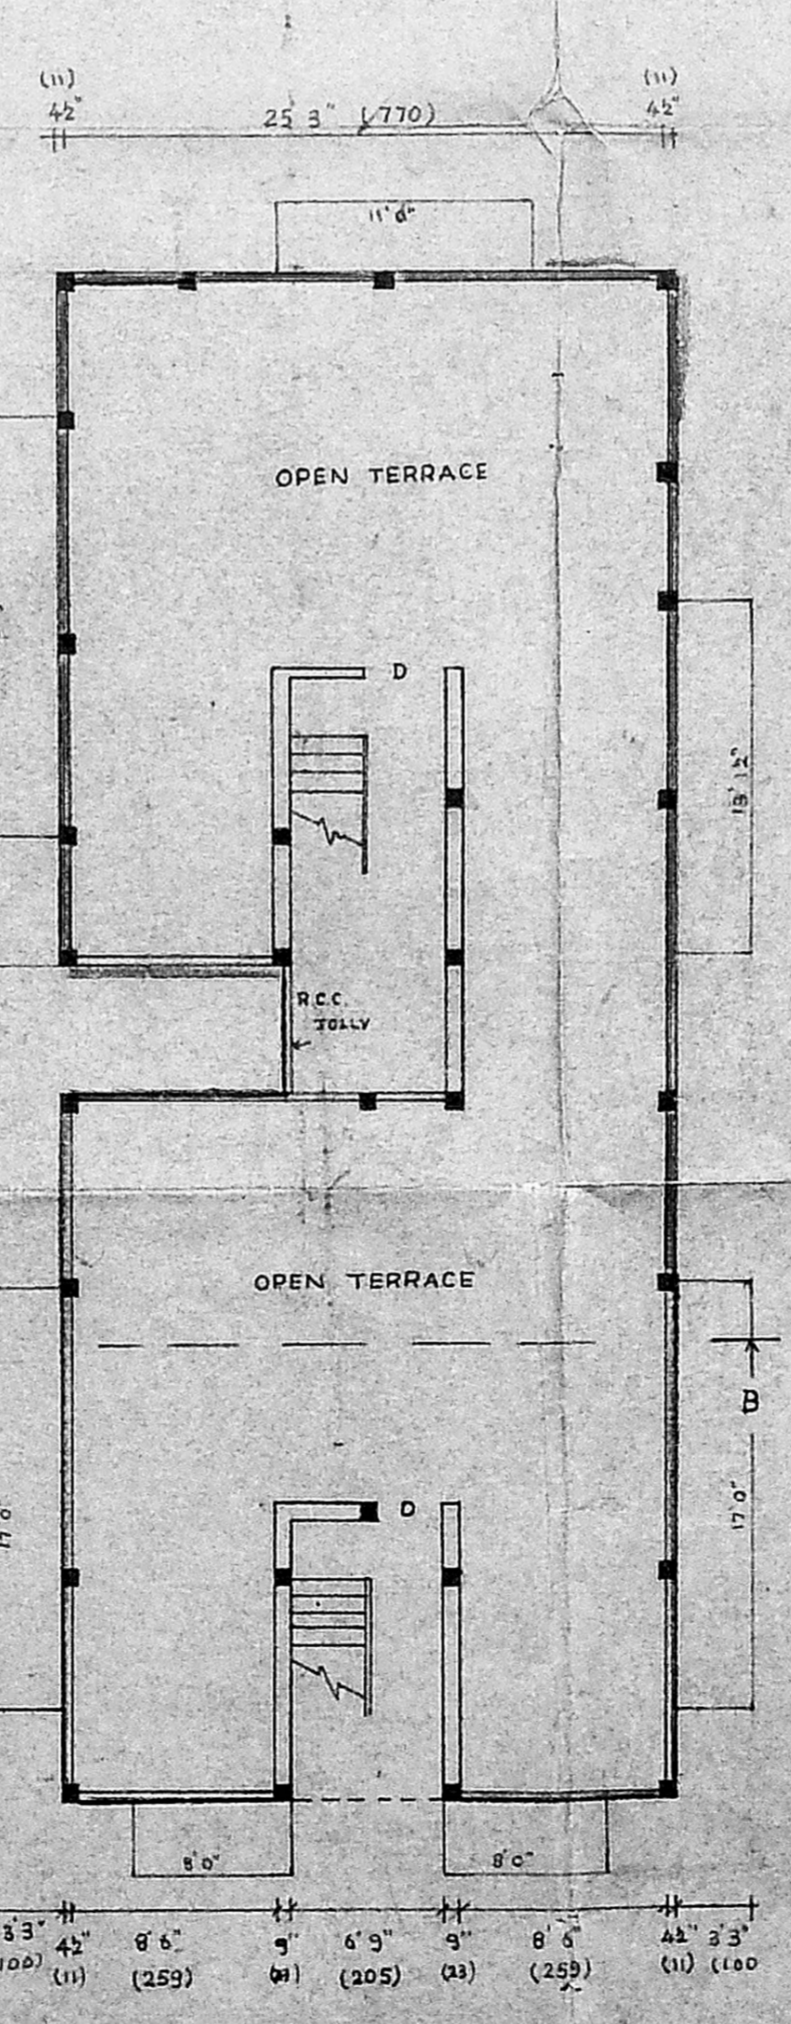 (11) (11)
4½" 25' 3" (770) 4½"
11' 0"
OPEN TERRACE
D
13' 1½"
R.C.C.
JOLLY
OPEN TERRACE
B
17' 0" D 17' 0"
8' 0" 8' 0"
3' 3" 4½" 8' 6" 9" 6' 9" 9" 8' 6" 4½" 3' 3"
100) (11) (259) (205) (23) (259) (11) (100